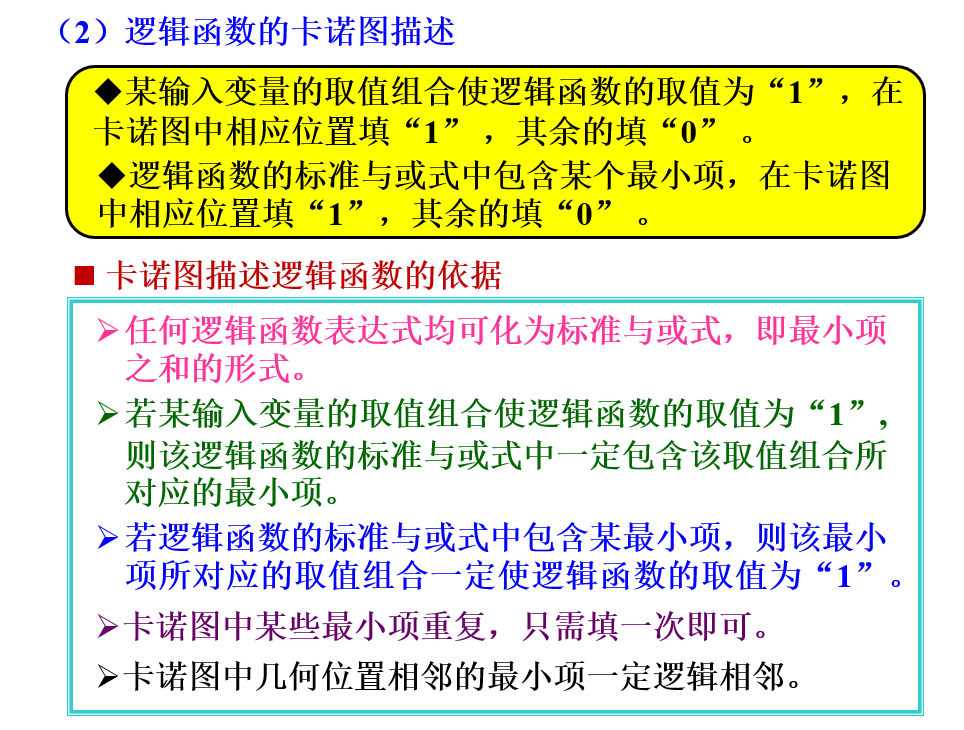 （2）逻辑函数的卡诺图描述
◆某输入变量的取值组合使逻辑函数的取值为“1”，在
卡诺图中相应位置填“1”，其余的填“0”。
◆逻辑函数的标准与或式中包含某个最小项，在卡诺图
中相应位置填“1”，其余的填“0”。
■ 卡诺图描述逻辑函数的依据
➢任何逻辑函数表达式均可化为标准与或式，即最小项
之和的形式。
➢若某输入变量的取值组合使逻辑函数的取值为“1”,
则该逻辑函数的标准与或式中一定包含该取值组合所
对应的最小项。
➢若逻辑函数的标准与或式中包含某最小项，则该最小
项所对应的取值组合一定使逻辑函数的取值为“1”。
➢卡诺图中某些最小项重复，只需填一次即可。
➢卡诺图中几何位置相邻的最小项一定逻辑相邻。